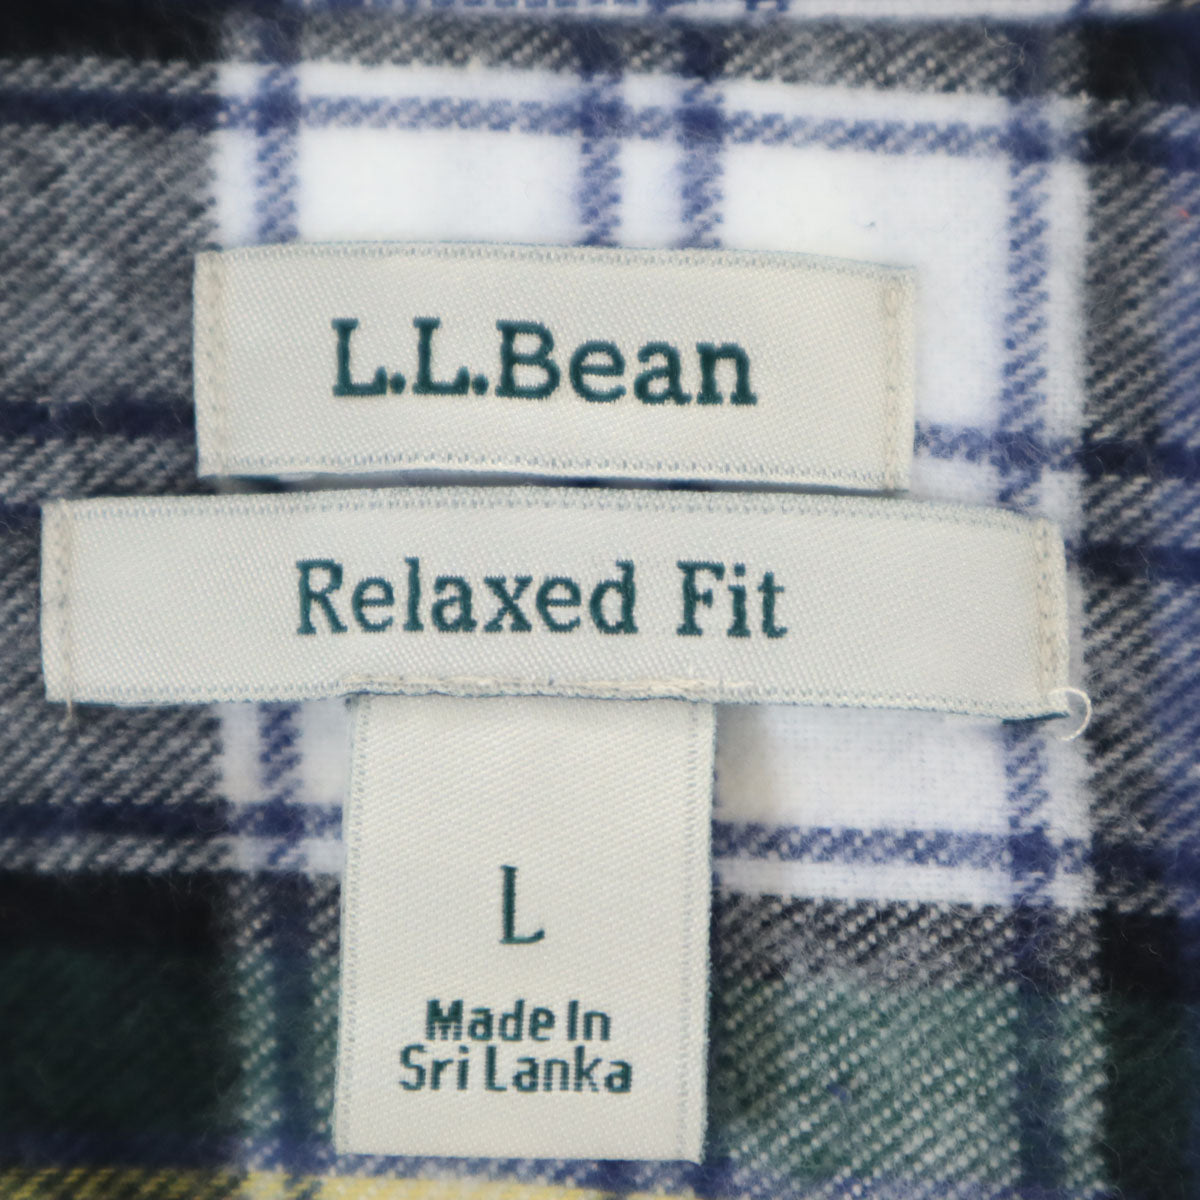 L.L.Bean
Relaxed Fit
L
Made In
Sri Lanka